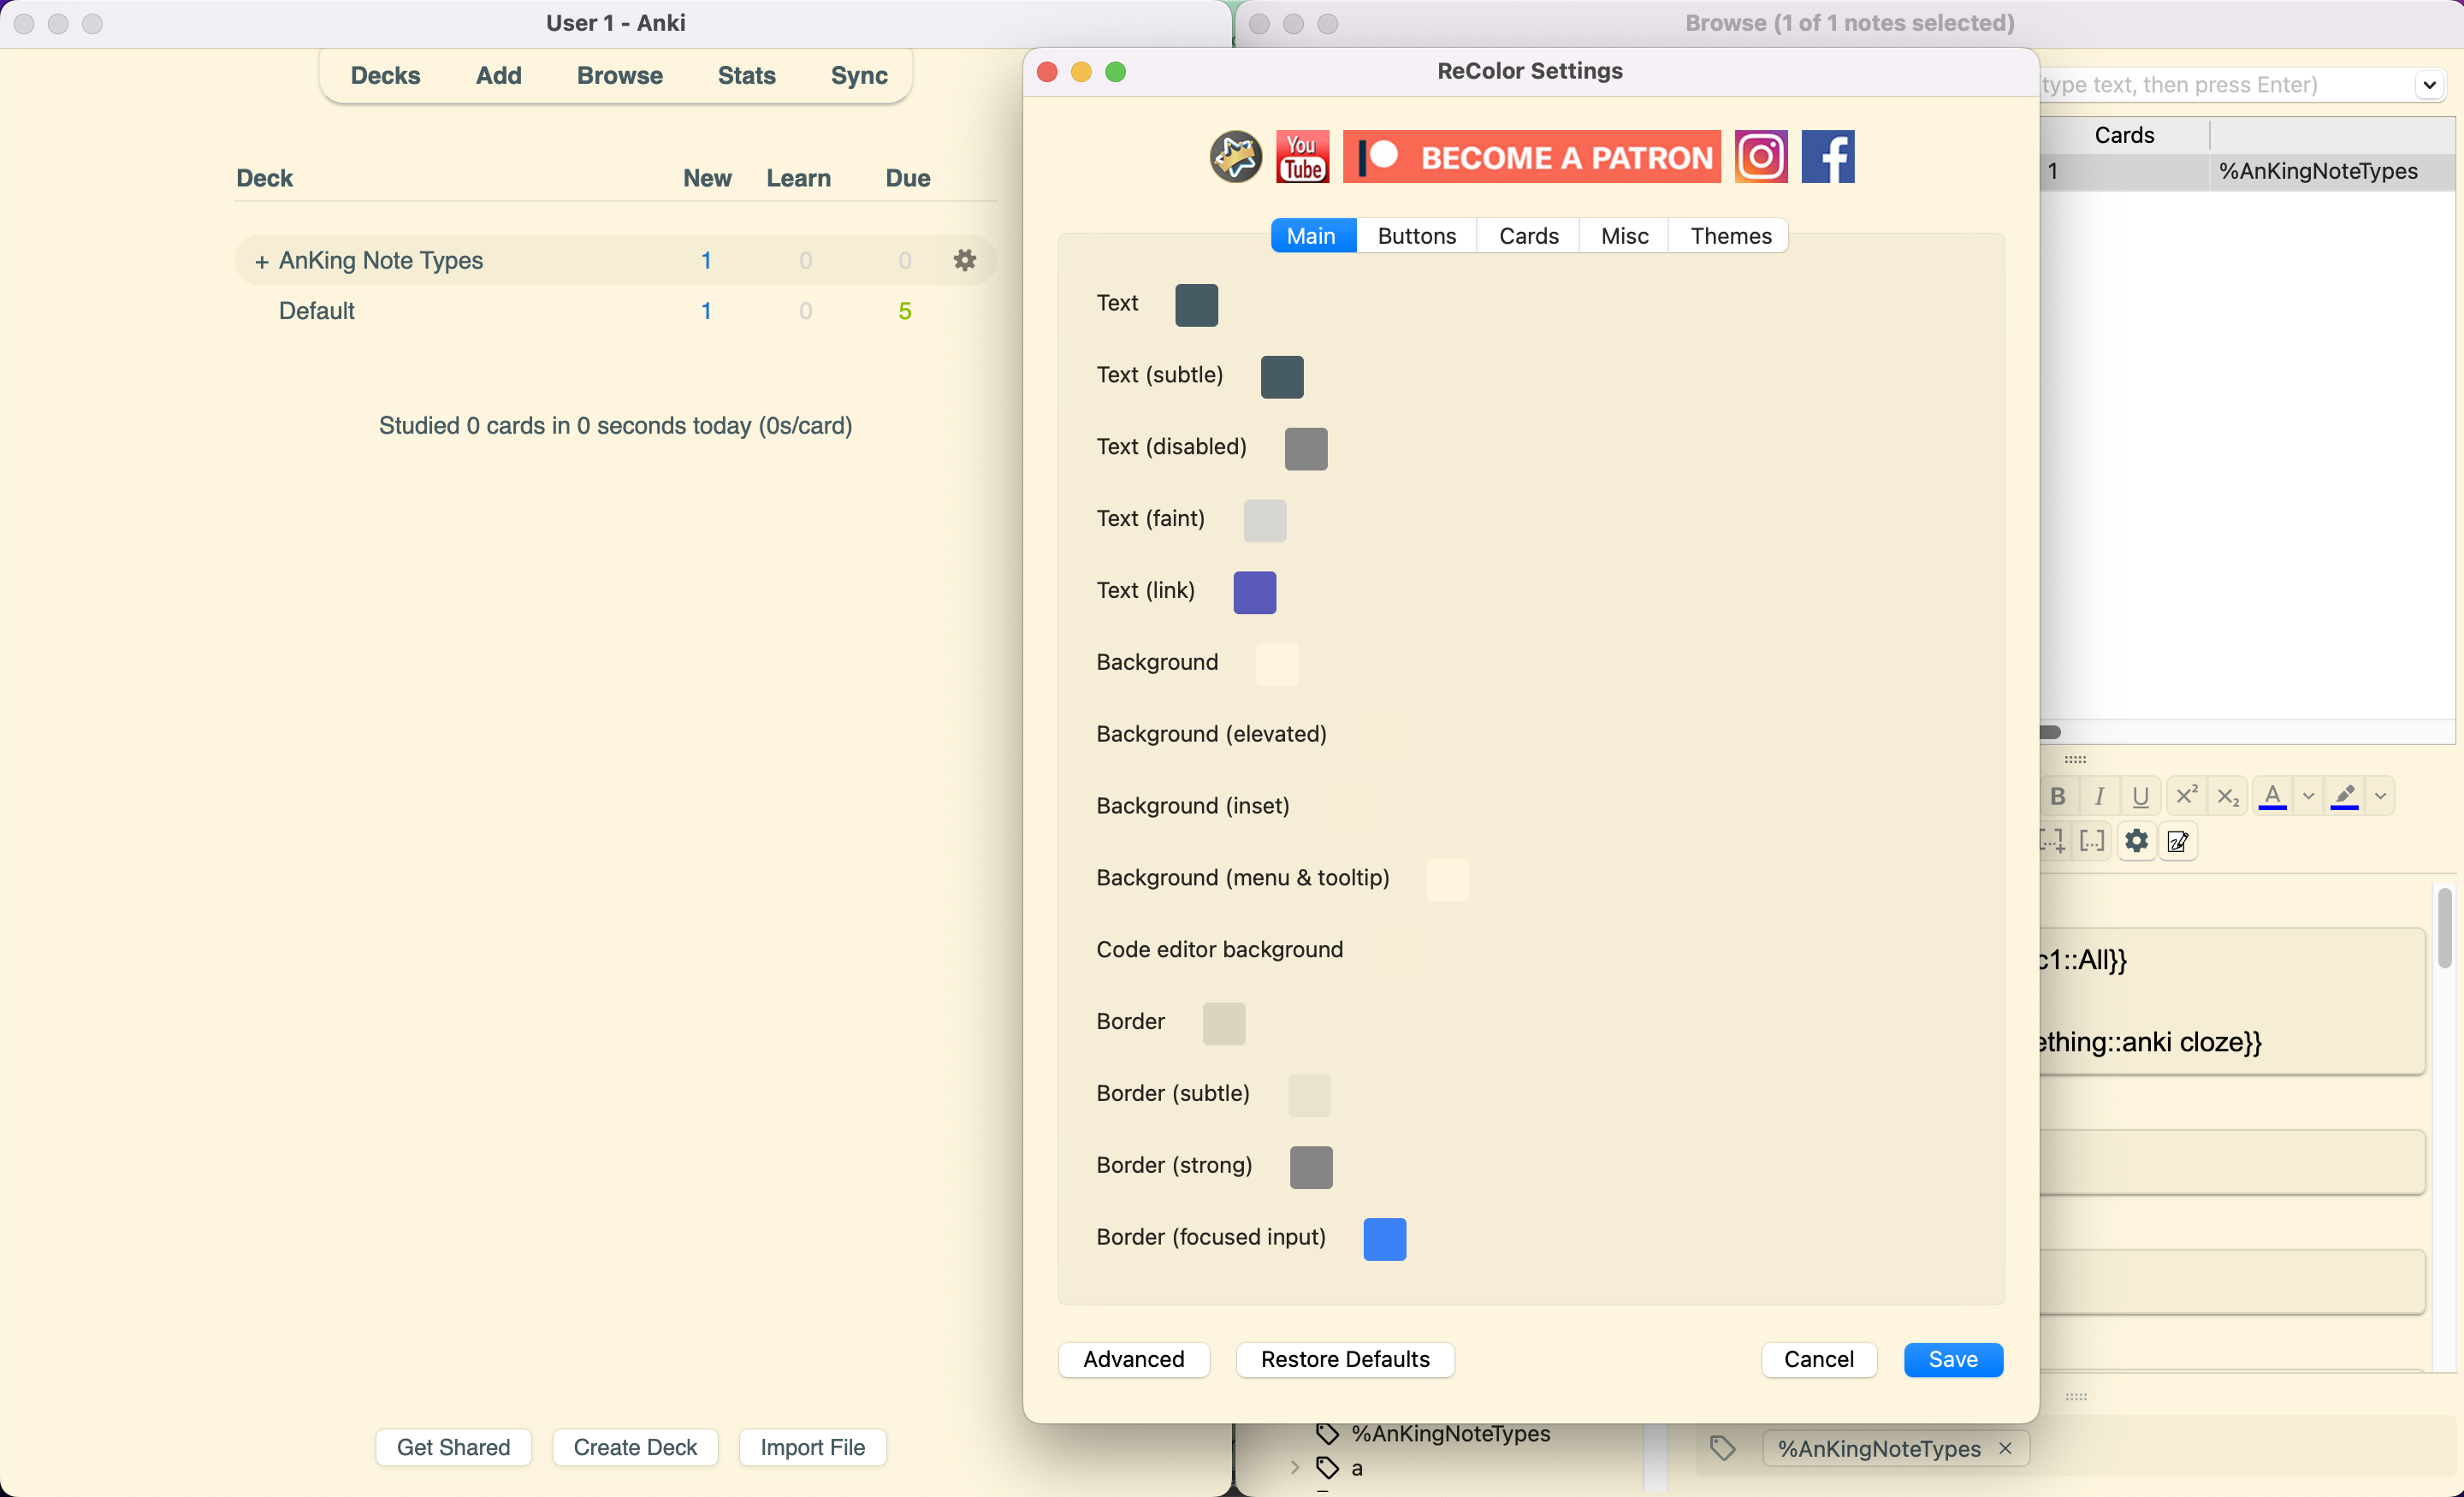 User 1 - Anki
Decks Add Browse Stats Sync
Deck New Learn Due
+ AnKing Note Types 1 0 0
Default 1 0 5
Studied 0 cards in 0 seconds today (0s/card)
Get Shared Create Deck Import File
Browse (1 of 1 notes selected)
type text, then press Enter)
Cards
1 %AnKingNoteTypes
B I U x² x₂ A
[...]+ [...]
c1::All}}
ething::anki cloze}}
%AnKingNoteTypes
a
%AnKingNoteTypes ×
ReColor Settings
You Tube
BECOME A PATRON
f
Main Buttons Cards Misc Themes
Text
Text (subtle)
Text (disabled)
Text (faint)
Text (link)
Background
Background (elevated)
Background (inset)
Background (menu & tooltip)
Code editor background
Border
Border (subtle)
Border (strong)
Border (focused input)
Advanced Restore Defaults Cancel Save